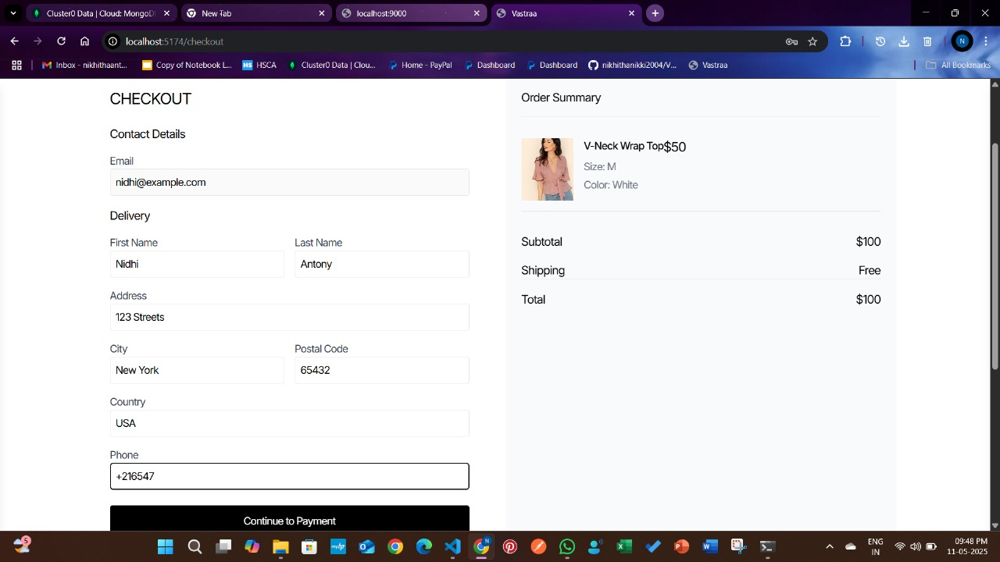 Cluster0 Data | Cloud: MongoD
New Tab
localhost:9000
Vastraa
localhost:5174/checkout
N
Inbox - nikhithaant...
Copy of Notebook L...
HS HSCA
Cluster0 Data | Clou...
Home - PayPal
Dashboard
Dashboard
nikhithanikki2004/V...
Vastraa
All Bookmarks
CHECKOUT
Contact Details
Email
nidhi@example.com
Delivery
First Name
Last Name
Nidhi
Antony
Address
123 Streets
City
Postal Code
New York
65432
Country
USA
Phone
+216547
Continue to Payment
Order Summary
V-Neck Wrap Top$50
Size: M
Color: White
Subtotal
$100
Shipping
Free
Total
$100
5
N
ENG
IN
09:48 PM
11-05-2025